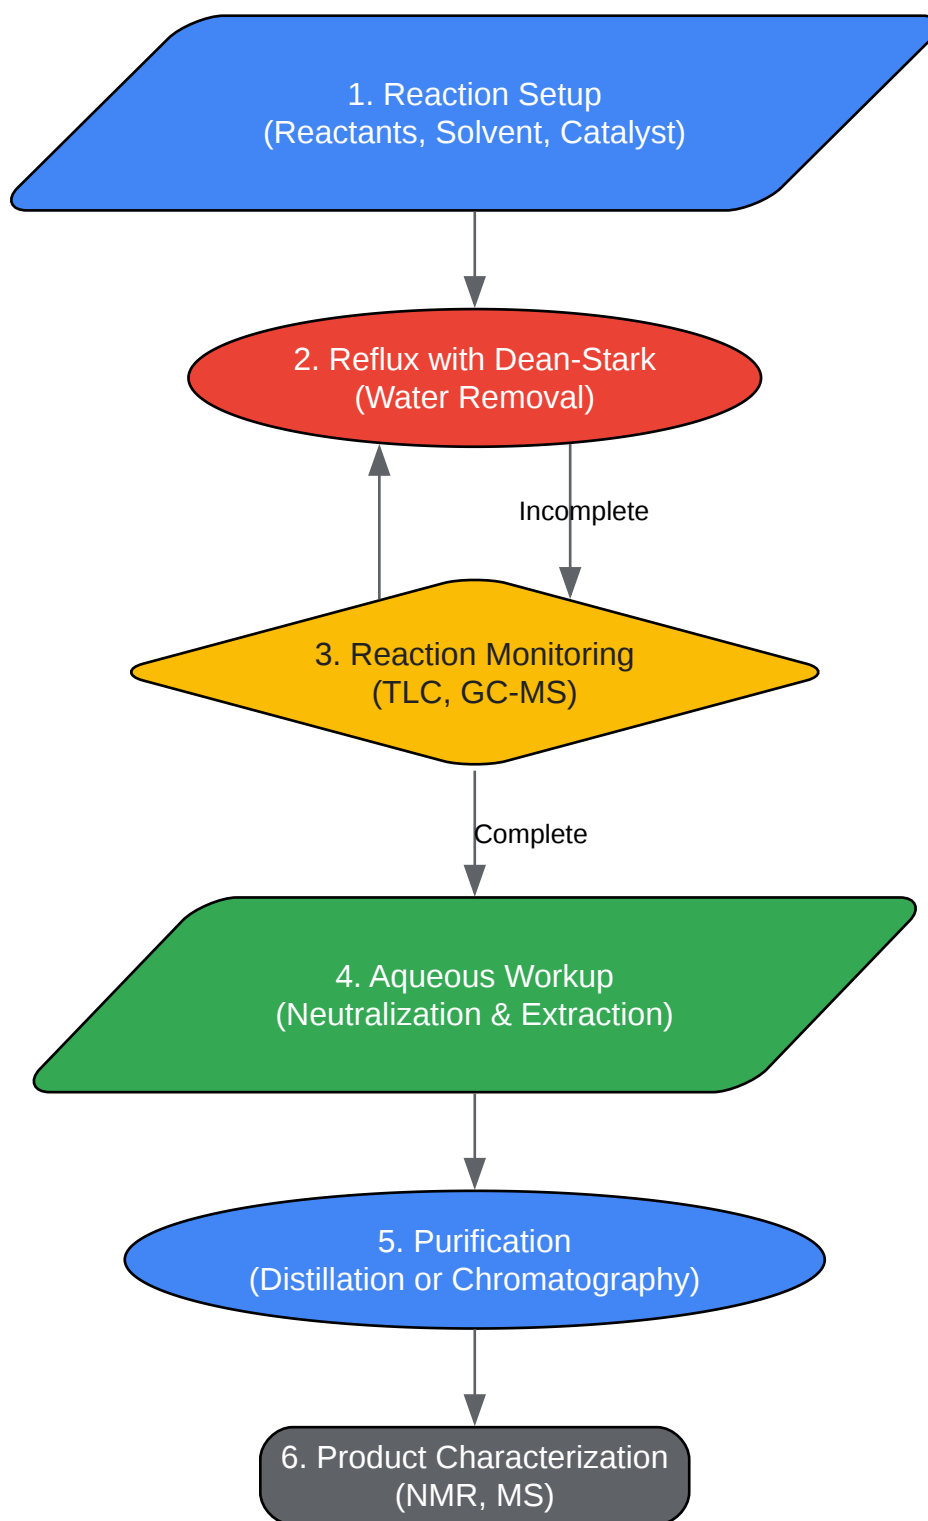 1. Reaction Setup
(Reactants, Solvent, Catalyst)
2. Reflux with Dean-Stark
(Water Removal)
Incomplete
3. Reaction Monitoring
(TLC, GC-MS)
Complete
4. Aqueous Workup
(Neutralization & Extraction)
5. Purification
(Distillation or Chromatography)
6. Product Characterization
(NMR, MS)